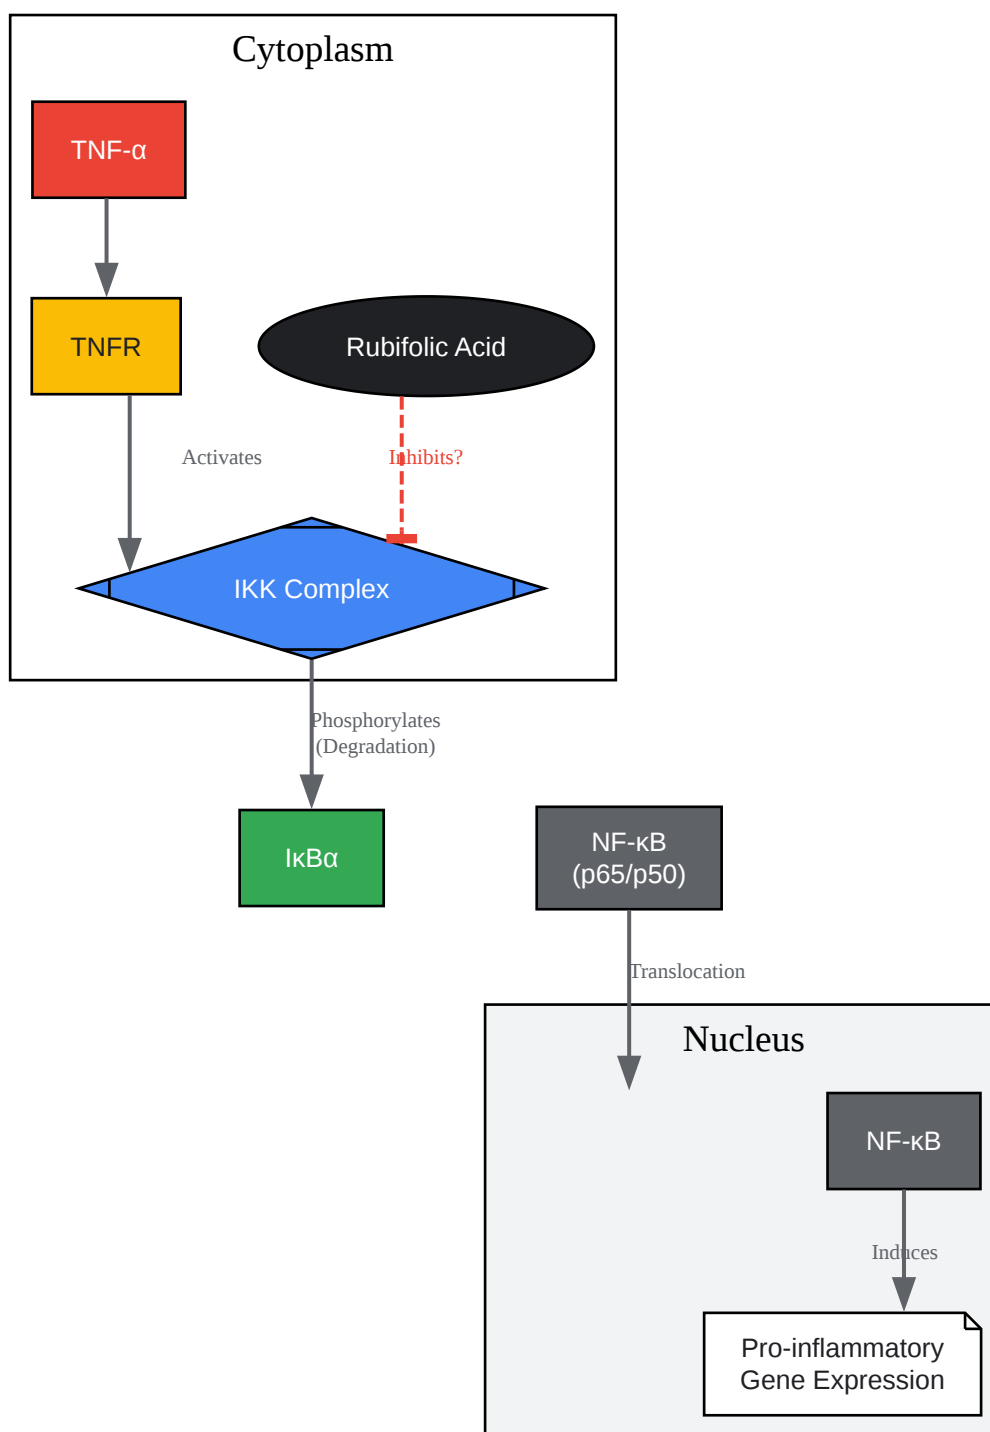 Cytoplasm
TNF-α
TNFR
Rubifolic Acid
Activates
Inhibits?
IKK Complex
Phosphorylates
(Degradation)
IκBα
NF-κB
(p65/p50)
Translocation
Nucleus
NF-κB
Induces
Pro-inflammatory
Gene Expression